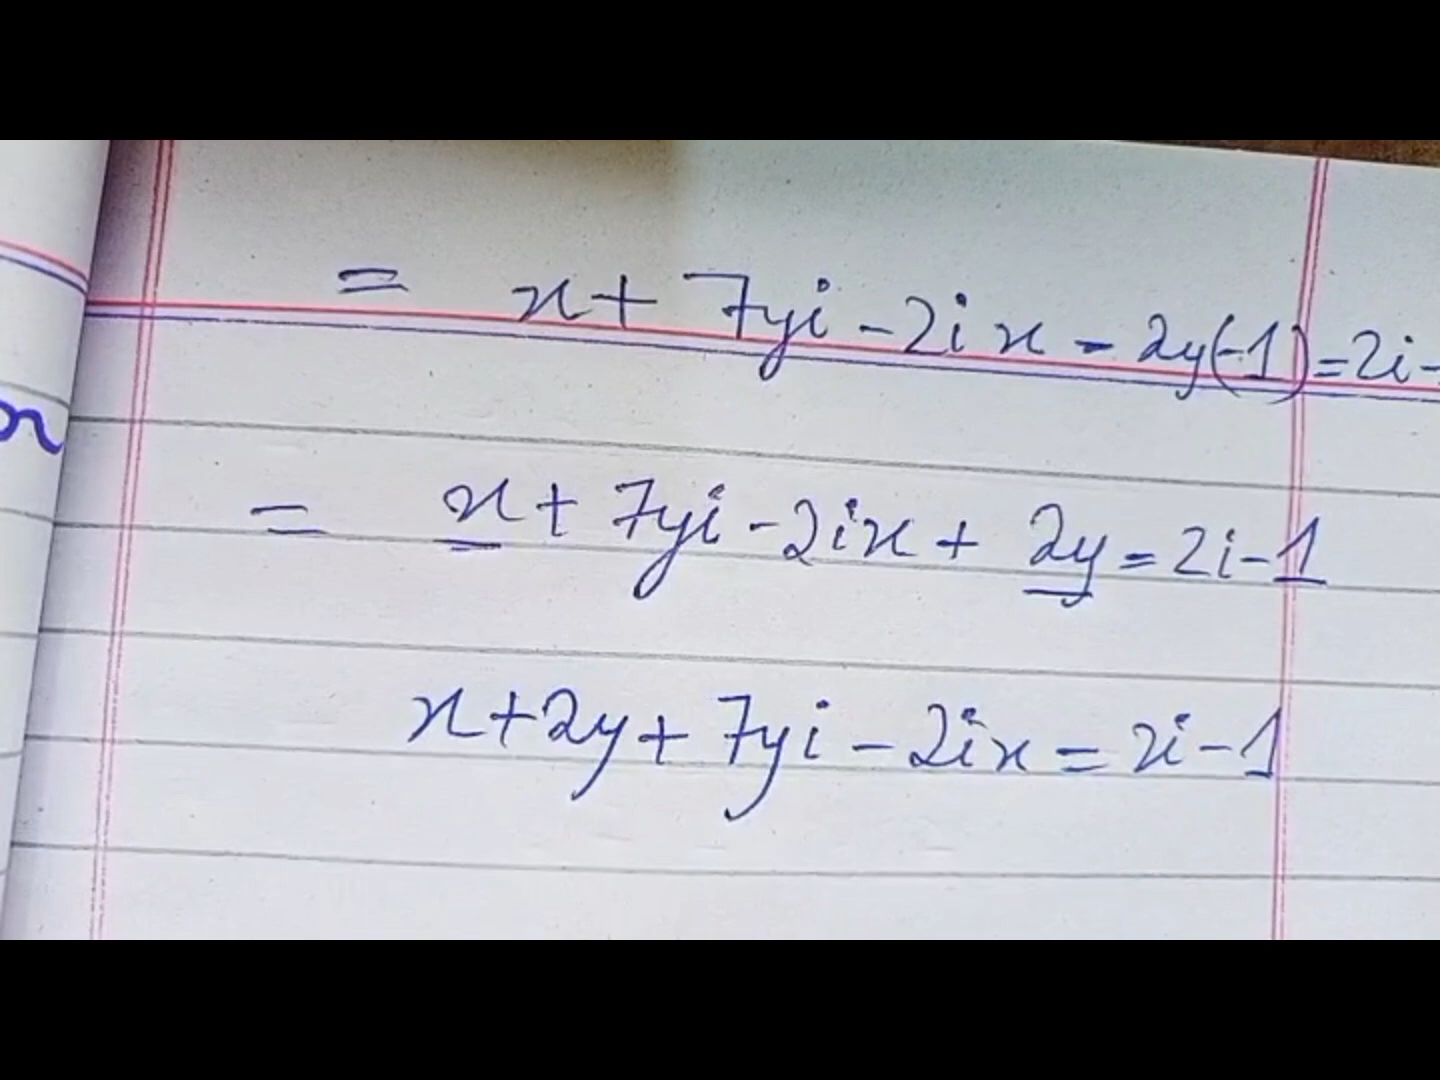 = x + 7yi - 2ix - 2y(-1) = 2i -
= x + 7yi - 2ix + 2y = 2i - 1
x + 2y + 7yi - 2ix = 2i - 1